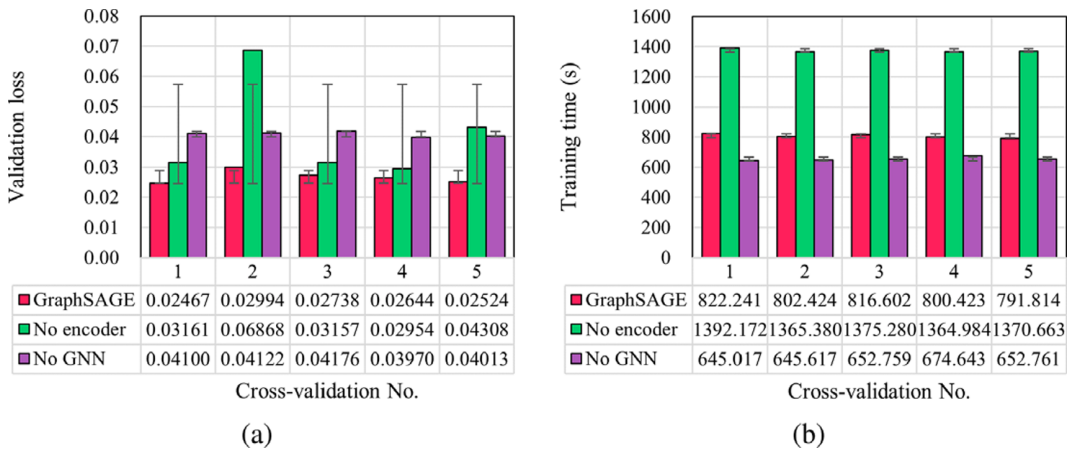 Validation loss
0.08
0.07
0.06
0.05
0.04
0.03
0.02
0.01
0.00
1 2 3 4 5
GraphSAGE 0.02467 0.02994 0.02738 0.02644 0.02524
No encoder 0.03161 0.06868 0.03157 0.02954 0.04308
No GNN 0.04100 0.04122 0.04176 0.03970 0.04013
Cross-validation No.
(a)
Training time (s)
1600
1400
1200
1000
800
600
400
200
0
1 2 3 4 5
GraphSAGE 822.241 802.424 816.602 800.423 791.814
No encoder 1392.172 1365.380 1375.280 1364.984 1370.663
No GNN 645.017 645.617 652.759 674.643 652.761
Cross-validation No.
(b)